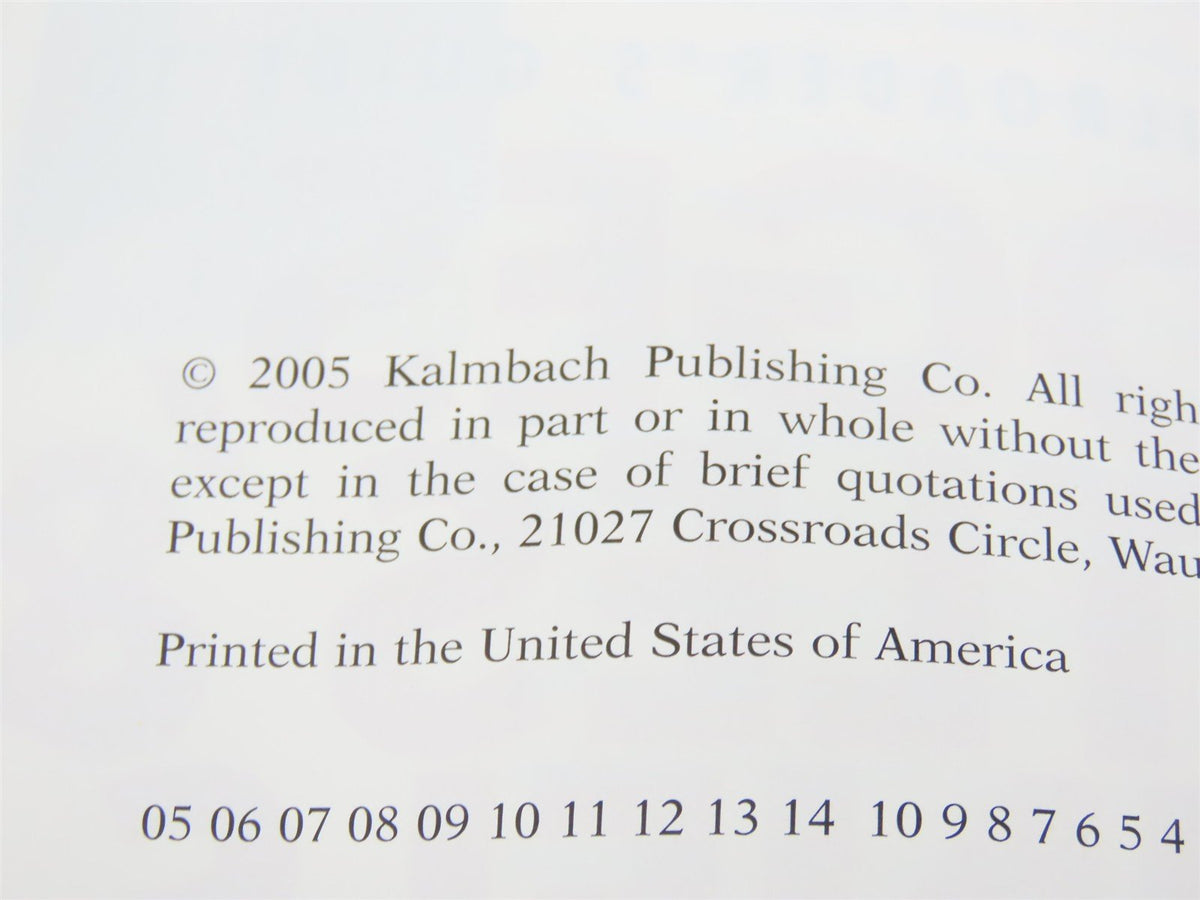 © 2005 Kalmbach Publishing Co. All righ
reproduced in part or in whole without the
except in the case of brief quotations used
Publishing Co., 21027 Crossroads Circle, Wau
Printed in the United States of America
05 06 07 08 09 10 11 12 13 14 10 9 8 7 6 5 4